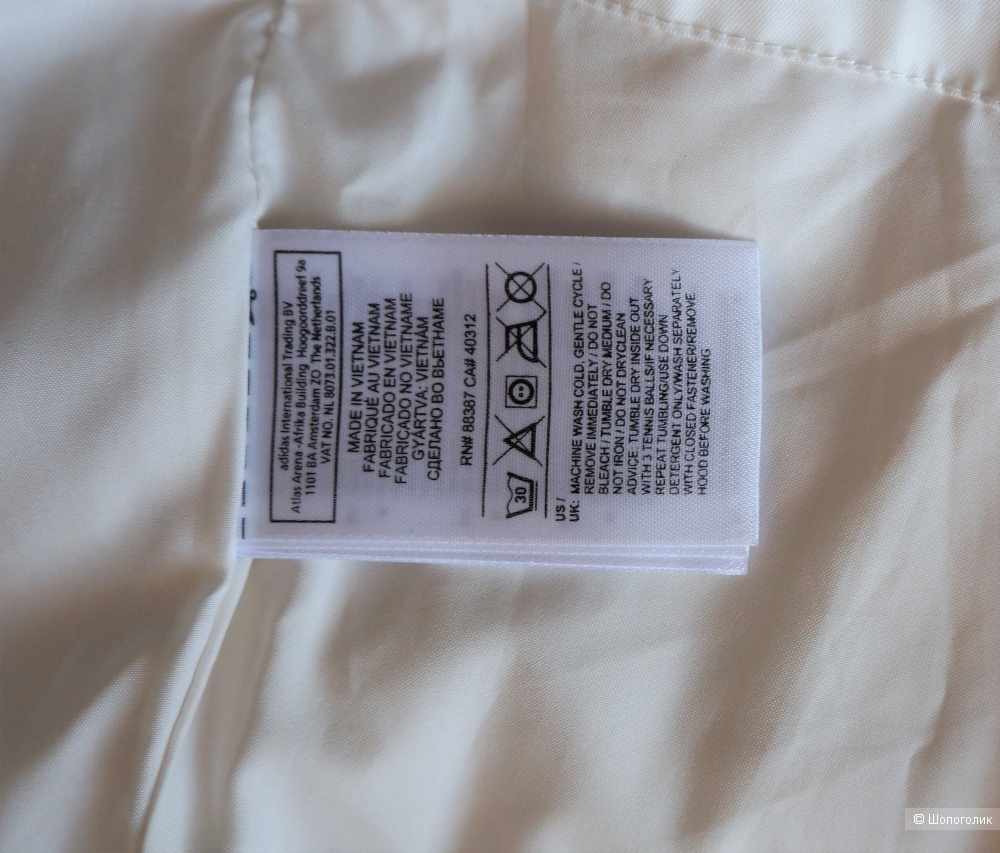 adidas International Trading BV
Atlas Arena - Afrika Building Hoogoorddreef 9a
1101 BA Amsterdam ZO The Netherlands
VAT NO. NL 8073.01.322.B.01
MADE IN VIETNAM
FABRIQUÉ AU VIETNAM
FABRICADO EN VIETNAM
FABRICADO NO VIETNAME
GYÁRTVA: VIETNÁM
СДЕЛАНО ВО ВЬЕТНАМЕ
RN# 88387 CA# 40312
30
US /
UK: MACHINE WASH COLD, GENTLE CYCLE /
REMOVE IMMEDIATELY / DO NOT
BLEACH / TUMBLE DRY MEDIUM / DO
NOT IRON / DO NOT DRYCLEAN
ADVICE: TUMBLE DRY INSIDE OUT
WITH 3 TENNIS BALLS/IF NECESSARY
REPEAT TUMBLING/USE DOWN
DETERGENT ONLY/WASH SEPARATELY
WITH CLOSED FASTENER/REMOVE
HOOD BEFORE WASHING
© Шопоголик